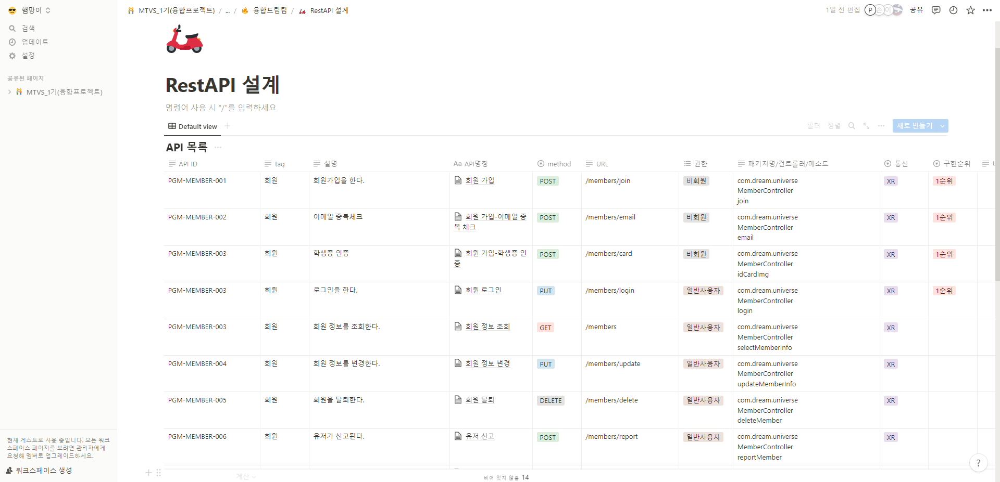 햄망이
검색
업데이트
설정
공유된 페이지
MTVS_1기(융합프로젝트)
현재 게스트로 사용 중입니다. 모든 워크
스페이스 페이지를 보려면 관리자에게
요청해 멤버로 업그레이드하세요.
워크스페이스 생성
MTVS_1기(융합프로젝트) / ... / 융합드림팀 / RestAPI 설계
1일 전 편집 P 손 이 공유
RestAPI 설계
명령어 사용 시 "/"를 입력하세요
Default view
필터 정렬 새로 만들기
API 목록
API ID tag 설명 Aa API명칭 method URL 권한 패키지명/컨트롤러/메소드 통신 구현순위
PGM-MEMBER-001 회원 회원가입을 한다. 회원 가입 POST /members/join 비회원 com.dream.universe XR 1순위
MemberController
join
PGM-MEMBER-002 회원 이메일 중복체크 회원 가입-이메일 중 POST /members/email 비회원 com.dream.universe XR 1순위
복 체크 MemberController
email
PGM-MEMBER-003 회원 학생증 인증 회원 가입-학생증 인 POST /members/card 비회원 com.dream.universe XR 1순위
증 MemberController
idCardImg
PGM-MEMBER-003 회원 로그인을 한다. 회원 로그인 PUT /members/login 일반사용자 com.dream.universe XR 1순위
MemberController
login
PGM-MEMBER-003 회원 회원 정보를 조회한다. 회원 정보 조회 GET /members 일반사용자 com.dream.universe XR
MemberController
selectMemberInfo
PGM-MEMBER-004 회원 회원 정보를 변경한다. 회원 정보 변경 PUT /members/update 일반사용자 com.dream.universe XR
MemberController
updateMemberInfo
PGM-MEMBER-005 회원 회원을 탈퇴한다. 회원 탈퇴 DELETE /members/delete 일반사용자 com.dream.universe XR
MemberController
deleteMember
PGM-MEMBER-006 회원 유저가 신고된다. 유저 신고 POST /members/report 일반사용자 com.dream.universe XR
MemberController
reportMember
계산 비어 있지 않음 14
?